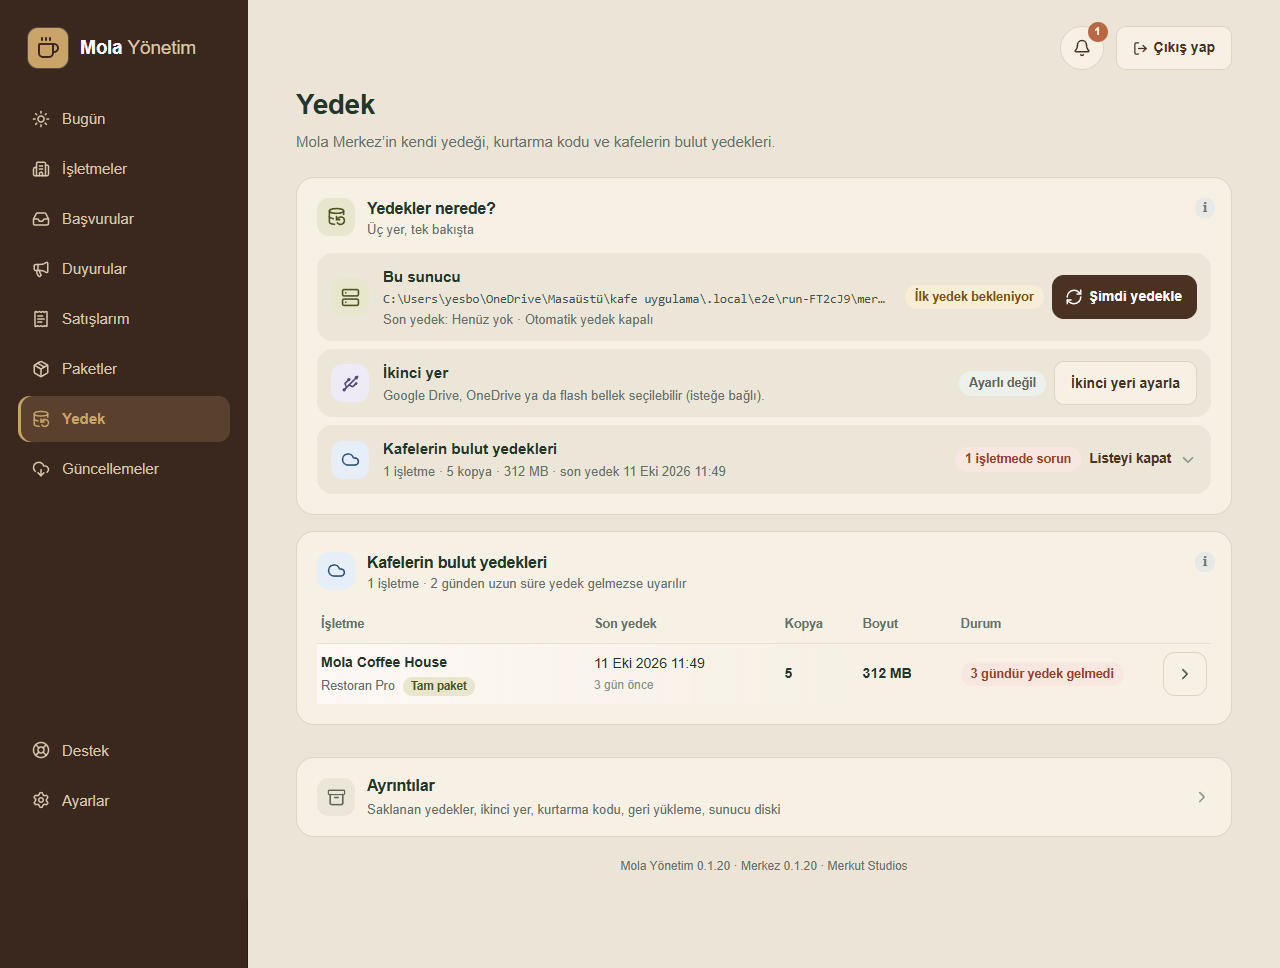 Mola Yönetim
1
Çıkış yap
Bugün
İşletmeler
Başvurular
Duyurular
Satışlarım
Paketler
Yedek
Güncellemeler
Destek
Ayarlar
Yedek
Mola Merkez’in kendi yedeği, kurtarma kodu ve kafelerin bulut yedekleri.
Yedekler nerede?
Üç yer, tek bakışta
i
Bu sunucu
C:\Users\yesbo\OneDrive\Masaüstü\kafe uygulama\.local\e2e\run-FT2cJ9\mer…
Son yedek: Henüz yok · Otomatik yedek kapalı
İlk yedek bekleniyor
Şimdi yedekle
İkinci yer
Google Drive, OneDrive ya da flash bellek seçilebilir (isteğe bağlı).
Ayarlı değil
İkinci yeri ayarla
Kafelerin bulut yedekleri
1 işletme · 5 kopya · 312 MB · son yedek 11 Eki 2026 11:49
1 işletmede sorun
Listeyi kapat
Kafelerin bulut yedekleri
1 işletme · 2 günden uzun süre yedek gelmezse uyarılır
i
İşletme Son yedek Kopya Boyut Durum
Mola Coffee House
Restoran Pro Tam paket
11 Eki 2026 11:49
3 gün önce
5
312 MB
3 gündür yedek gelmedi
Ayrıntılar
Saklanan yedekler, ikinci yer, kurtarma kodu, geri yükleme, sunucu diski
Mola Yönetim 0.1.20 · Merkez 0.1.20 · Merkut Studios